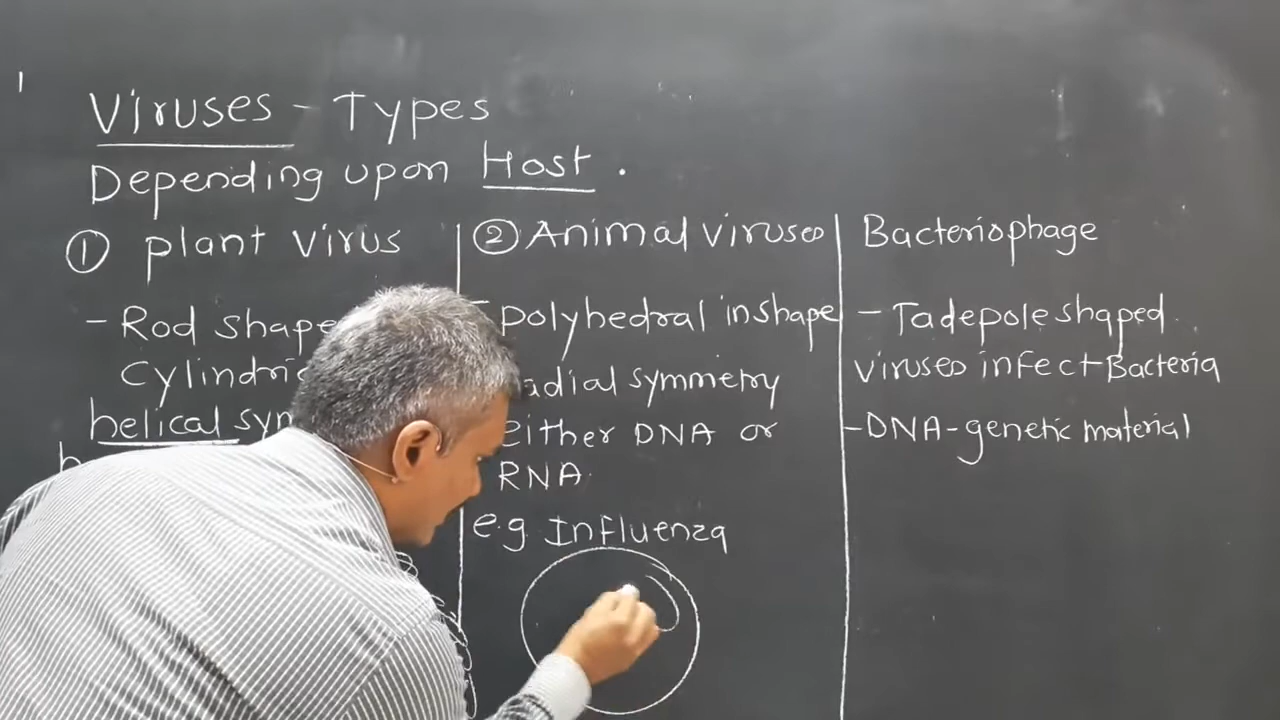 Viruses - Types
Depending upon Host.
① plant virus
- Rod shape
Cylindric
helical sym
② Animal viruses
- polyhedral in shape
adial symmetry
either DNA or
RNA.
e.g. Influenza
Bacteriophage
- Tadepole shaped
viruses infect Bacteria
- DNA - genetic material